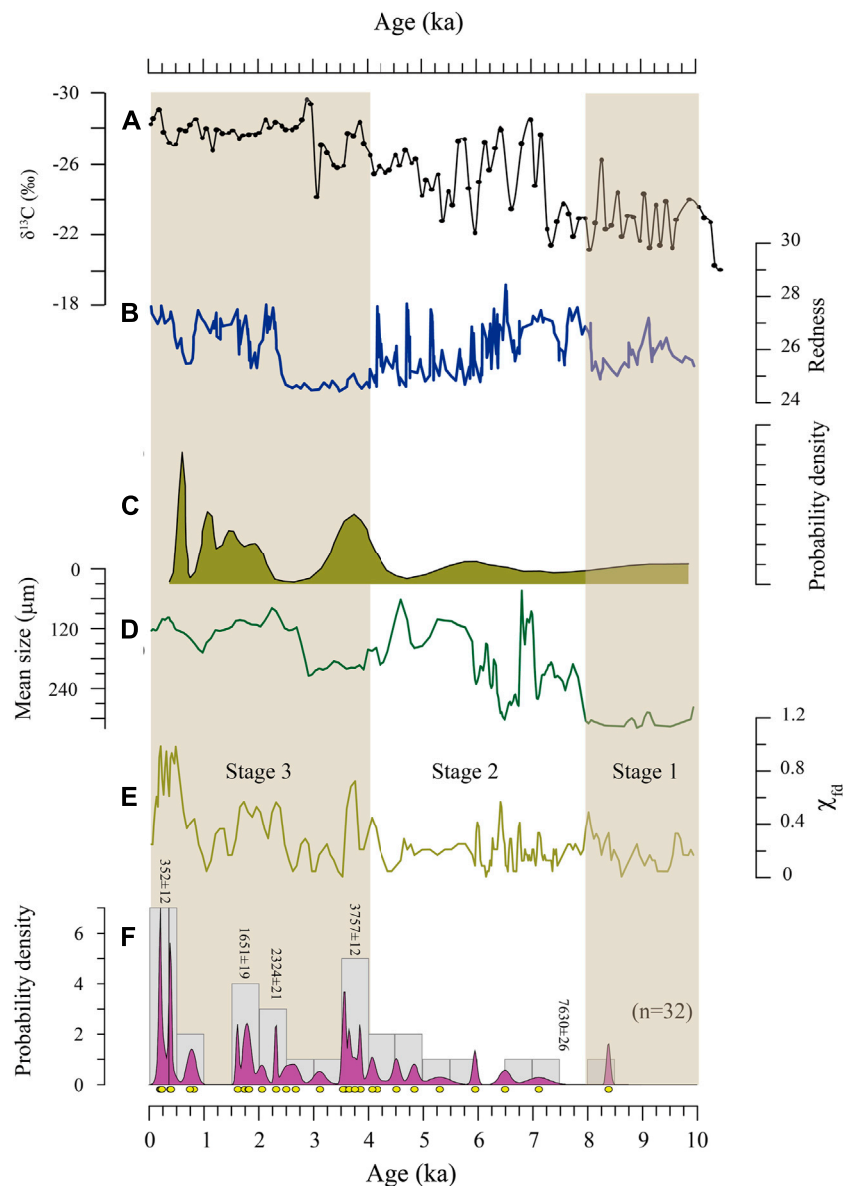 Age (ka)
-30
-26
-22
-18
δ¹³C (‰)
A
30
28
26
24
Redness
B
Probability density
C
0
120
240
Mean size (μm)
D
1.2
0.8
0.4
0
χfd
Stage 3
Stage 2
Stage 1
E
352±12
1651±19
2324±21
3757±12
7630±26
(n=32)
6
4
2
0
Probability density
F
0 1 2 3 4 5 6 7 8 9 10
Age (ka)